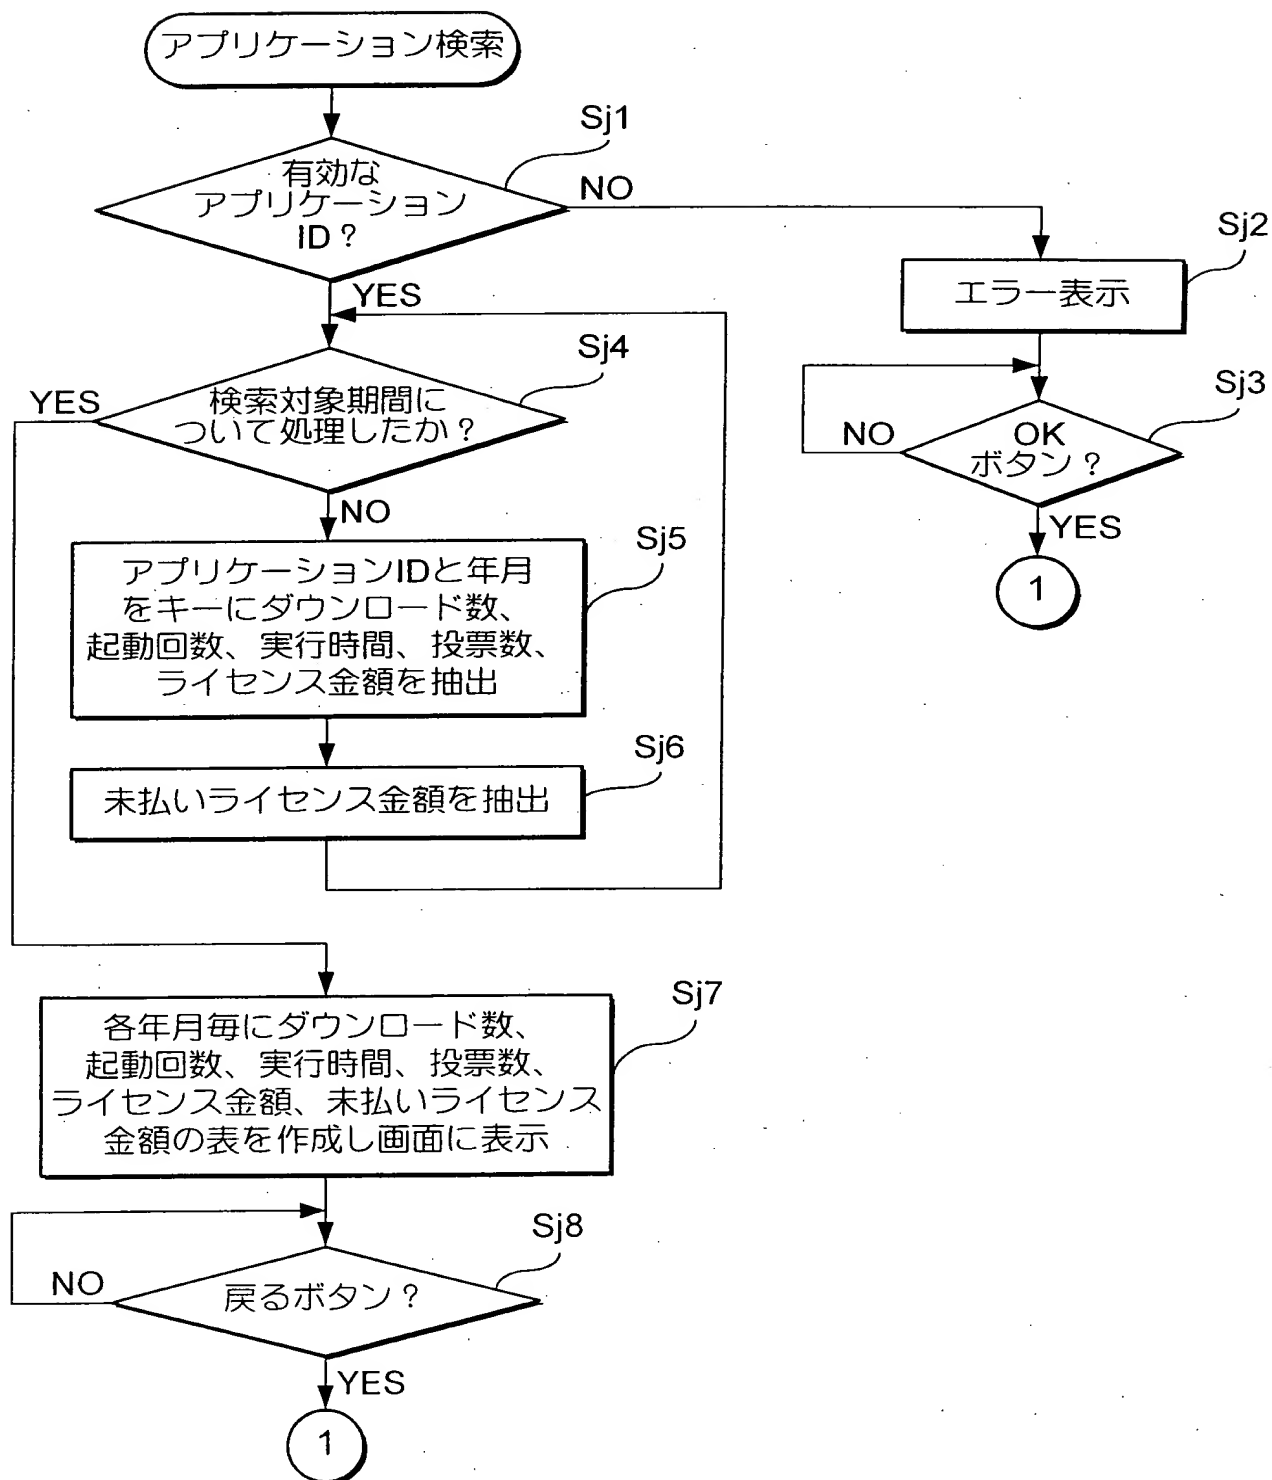 アプリケーション検索
Sj1
有効な
アプリケーション
ID？
NO
YES
Sj2
エラー表示
Sj3
OK
ボタン？
NO
YES
1
Sj4
検索対象期間に
ついて処理したか？
YES
NO
Sj5
アプリケーションIDと年月
をキーにダウンロード数、
起動回数、実行時間、投票数、
ライセンス金額を抽出
Sj6
未払いライセンス金額を抽出
Sj7
各年月毎にダウンロード数、
起動回数、実行時間、投票数、
ライセンス金額、未払いライセンス
金額の表を作成し画面に表示
Sj8
戻るボタン？
NO
YES
1